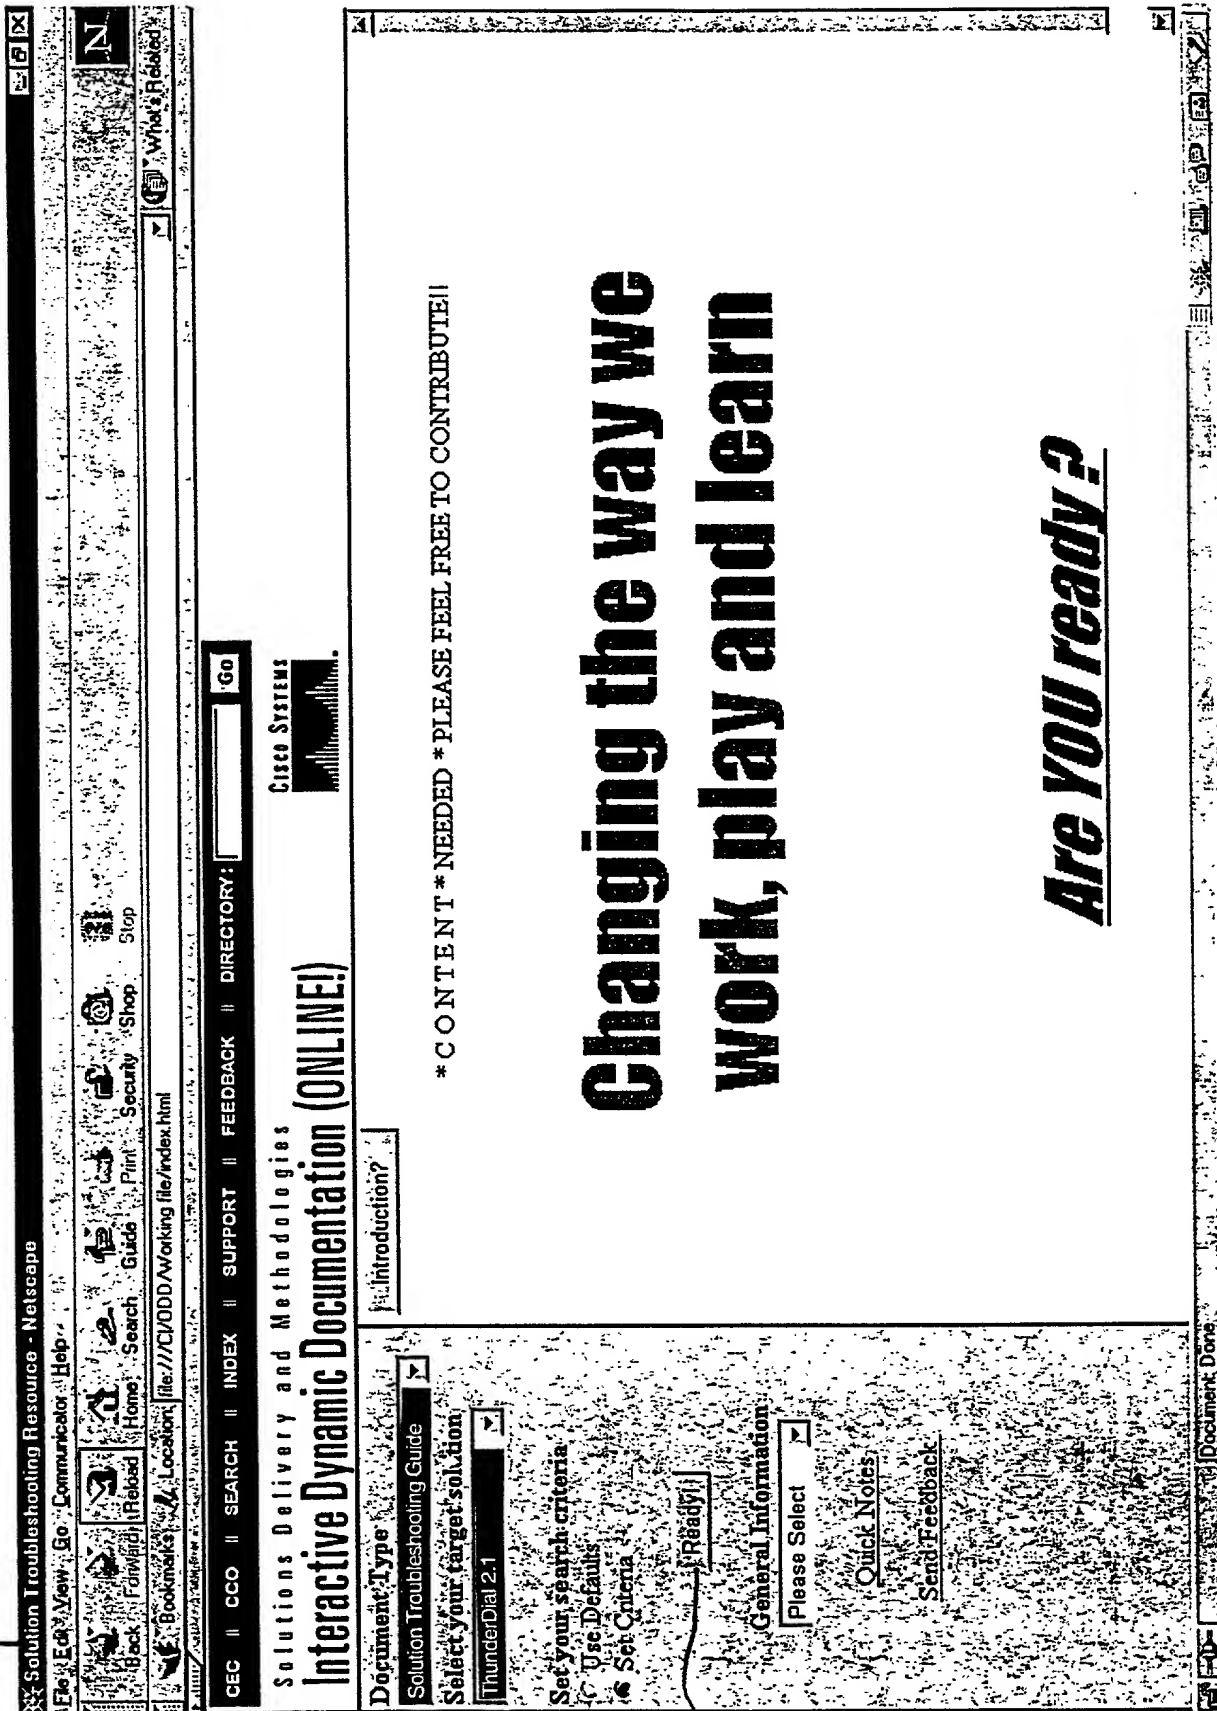 Solution Troubleshooting Resource - Netscape
File Edit View Go Communicator Help
Back Forward Reload Home Search Guide Print Security Shop Stop
N
Bookmarks Location: file:///C|/ODD/Working file/index.html What's Related
CEC || CCO || SEARCH || INDEX || SUPPORT || FEEDBACK || DIRECTORY: Go
Solutions Delivery and Methodologies
Interactive Dynamic Documentation (ONLINE!)
CISCO SYSTEMS
Document Type
Solution Troubleshooting Guide
Select your target solution
ThunderDial 2.1
Set your search criteria
Use Defaults
Set Criteria
Ready!!
General Information
Please Select
Quick Notes
Send Feedback
Introduction?
* C O N T E N T * NEEDED * PLEASE FEEL FREE TO CONTRIBUTE!!
Changing the way we
work, play and learn
Are YOU ready ?
Document: Done